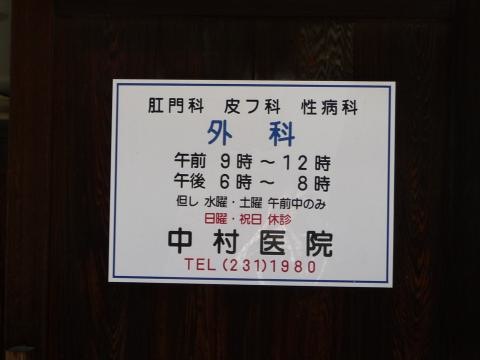 肛門科 皮フ科 性病科
外科
午前 9時～12時
午後 6時～ 8時
但し 水曜・土曜 午前中のみ
日曜・祝日 休診
中村医院
TEL(231)1980